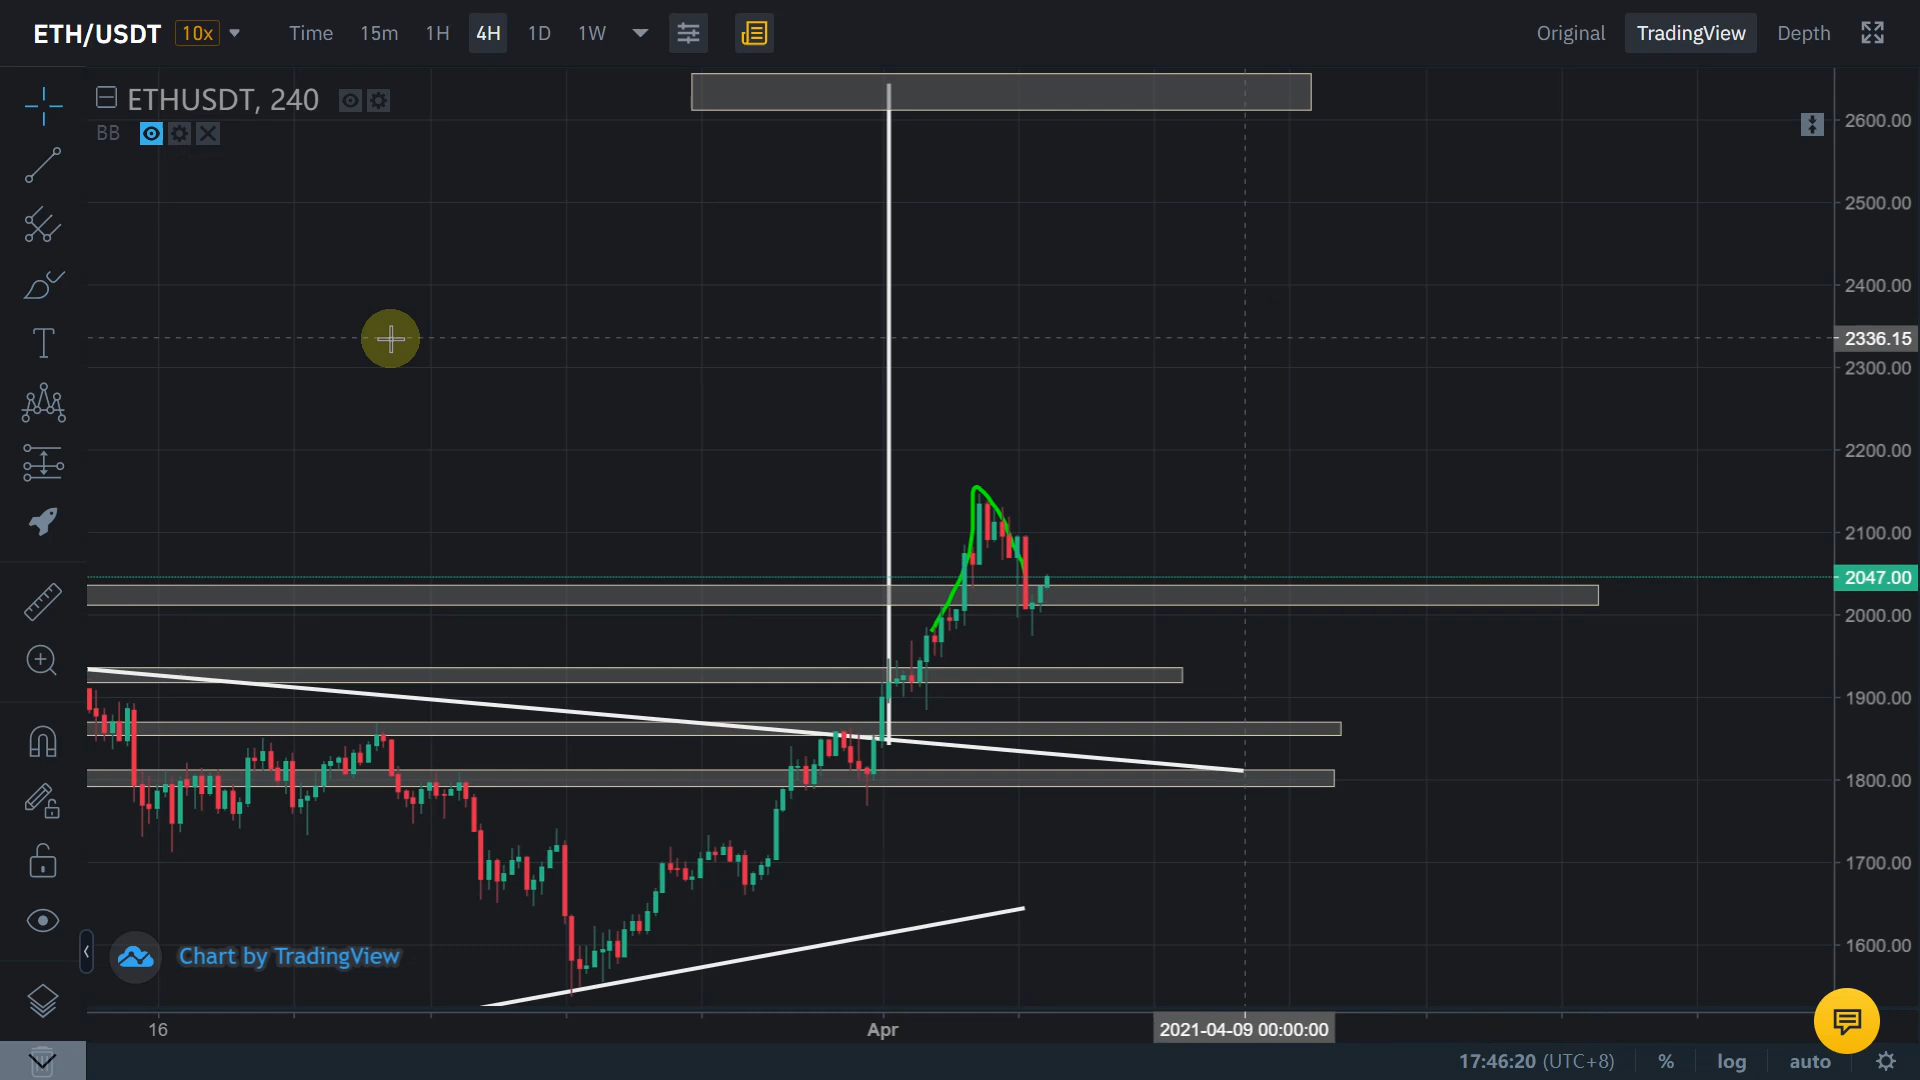 ETH/USDT 10x Time 15m 1H 4H 1D 1W Original TradingView Depth
ETHUSDT, 240
BB
2600.00
2500.00
2400.00
2336.15
2300.00
2200.00
2100.00
2047.00
2000.00
1900.00
1800.00
1700.00
1600.00
Chart by TradingView
16 Apr 2021-04-09 00:00:00
17:46:20 (UTC+8) % log auto